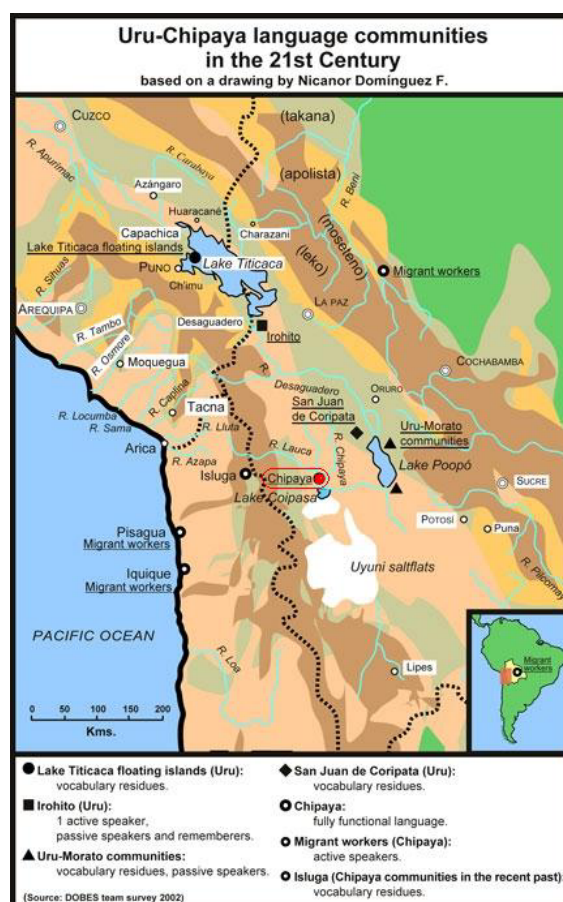 Uru-Chipaya language communities
in the 21st Century
based on a drawing by Nicanor Domínguez F.
CUZCO
(takana)
R. Apurimac
R. Carabaya
R. Beni
(apolista)
Azángaro
Huaracané
(moseteno)
Capachica
Charazani
(leko)
Lake Titicaca floating islands
Lake Titicaca
Migrant workers
PUNO
R. Sihuas
Ch'imu
LA PAZ
AREQUIPA
Desaguadero
Irohito
R. Tambo
R. Osmore
Moquegua
R.
COCHABAMBA
Desaguadero
ORURO
R. Caplina
San Juan
de Coripata
Tacna
Uru-Morato
communities
R. Locumba
R. Sama
R. Lluta
Arica
R. Lauca
R. Chipaya
Lake Poopó
R. Azapa
Isluga
Chipaya
SUCRE
Lake Coipasa
POTOSÍ
Puna
Pisagua
Migrant workers
Uyuni saltflats
R. Pilcomay
Iquique
Migrant workers
PACIFIC OCEAN
Migrant
workers
R. Loa
Lipes
0 50 100 150 200
Kms.
Lake Titicaca floating islands (Uru):
vocabulary residues.
Irohito (Uru):
1 active speaker,
passive speakers and rememberers.
Uru-Morato communities:
vocabulary residues, passive speakers.
(Source: DOBES team survey 2002)
San Juan de Coripata (Uru):
vocabulary residues.
Chipaya:
fully functional language.
Migrant workers (Chipaya):
active speakers.
Isluga (Chipaya communities in the recent past):
vocabulary residues.